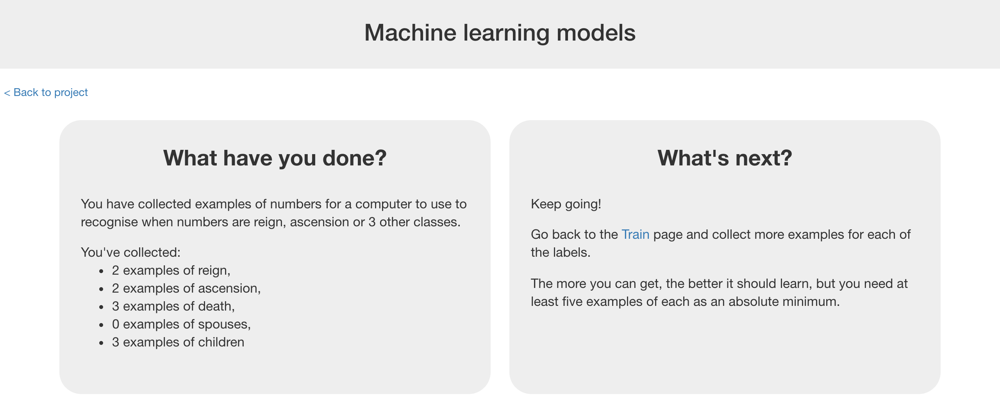 Machine learning models
< Back to project
What have you done?
You have collected examples of numbers for a computer to use to
recognise when numbers are reign, ascension or 3 other classes.
You've collected:
• 2 examples of reign,
• 2 examples of ascension,
• 3 examples of death,
• 0 examples of spouses,
• 3 examples of children
What's next?
Keep going!
Go back to the Train page and collect more examples for each of
the labels.
The more you can get, the better it should learn, but you need at
least five examples of each as an absolute minimum.